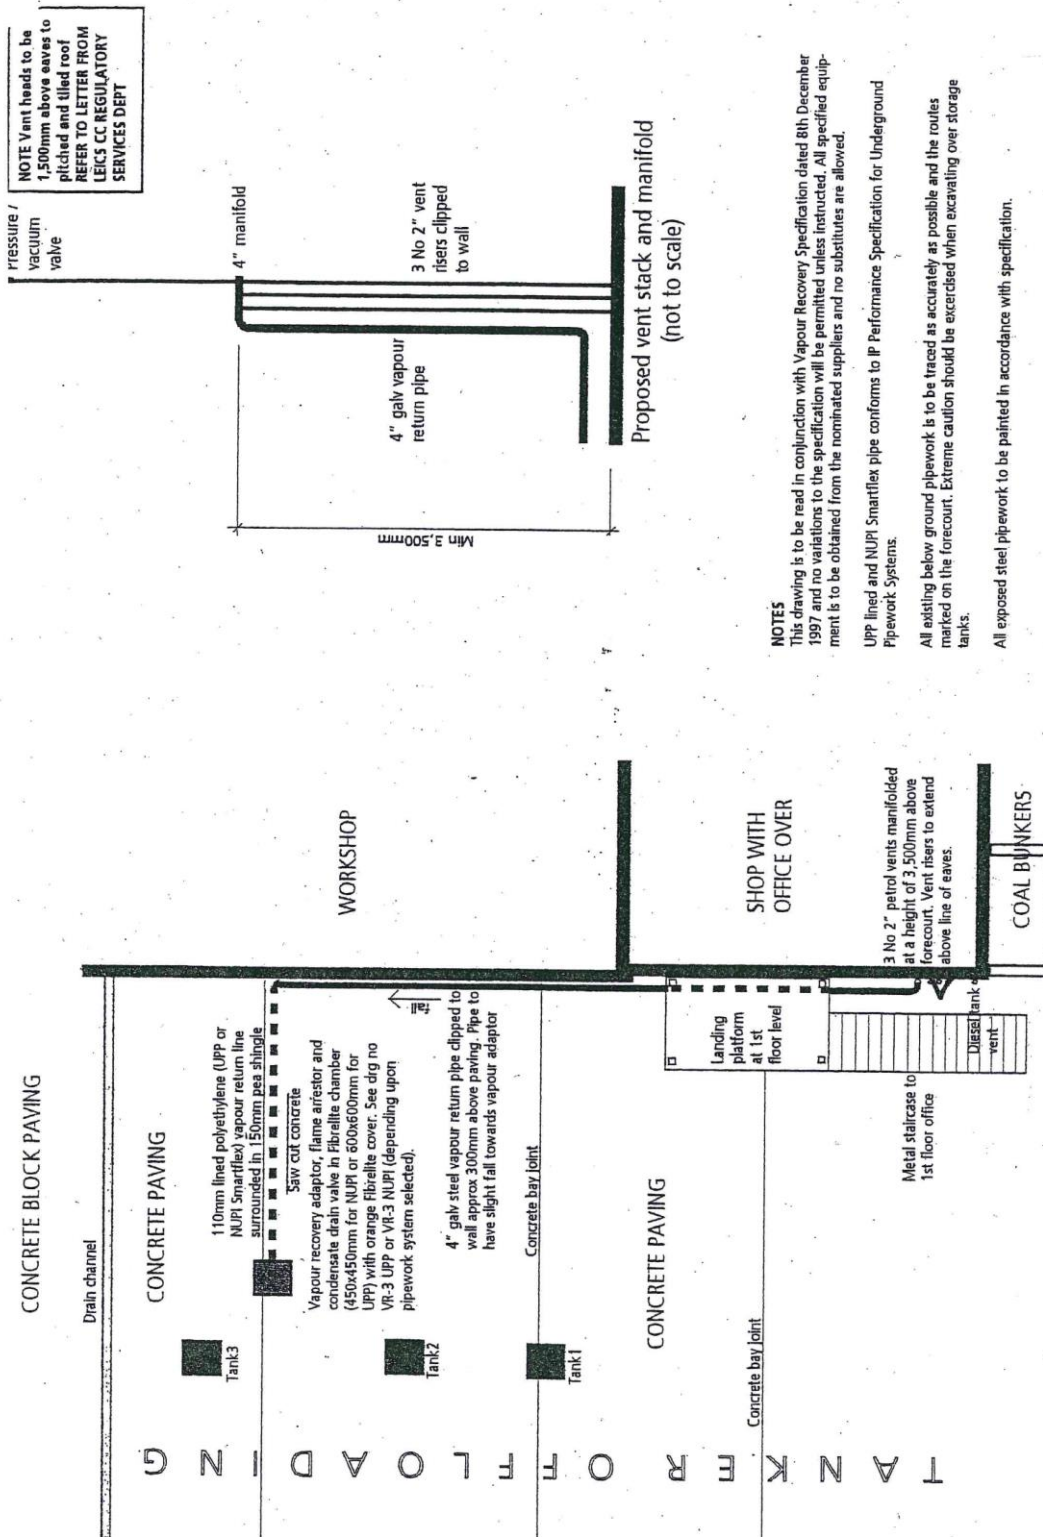 NOTE Vent heads to be
1,500mm above eaves to
pitched and tiled roof
REFER TO LETTER FROM
LEICS CC REGULATORY
SERVICES DEPT
Pressure /
vacuum
valve
4" manifold
3 No 2" vent
risers clipped
to wall
4" galv vapour
return pipe
Min 3,500mm
Proposed vent stack and manifold
(not to scale)
NOTES
This drawing is to be read in conjunction with Vapour Recovery Specification dated 8th December
1997 and no variations to the specification will be permitted unless instructed. All specified equip-
ment is to be obtained from the nominated suppliers and no substitutes are allowed.
UPP lined and NUPI Smartflex pipe conforms to IP Performance Specification for Underground
Pipework Systems.
All existing below ground pipework is to be traced as accurately as possible and the routes
marked on the forecourt. Extreme caution should be excercised when excavating over storage
tanks.
All exposed steel pipework to be painted in accordance with specification.
CONCRETE BLOCK PAVING
Drain channel
CONCRETE PAVING
110mm lined polyethylene (UPP or
NUPI Smartflex) vapour return line
surrounded in 150mm pea shingle
Saw cut concrete
Vapour recovery adaptor, flame arrestor and
condensate drain valve in Fibrelite chamber
(450x450mm for NUPI or 600x600mm for
UPP) with orange Fibrelite cover. See drg no
VR-3 UPP or VR-3 NUPI (depending upon
pipework system selected).
fall
4" galv steel vapour return pipe clipped to
wall approx 300mm above paving. Pipe to
have slight fall towards vapour adaptor
Concrete bay joint
WORKSHOP
Tank3
Tank2
Tank1
CONCRETE PAVING
Concrete bay joint
Landing
platform
at 1st
floor level
SHOP WITH
OFFICE OVER
3 No 2" petrol vents manifolded
at a height of 3,500mm above
forecourt. Vent risers to extend
above line of eaves.
Metal staircase to
1st floor office
Diesel tank
vent
COAL BUNKERS
TANKER OFFLOADING